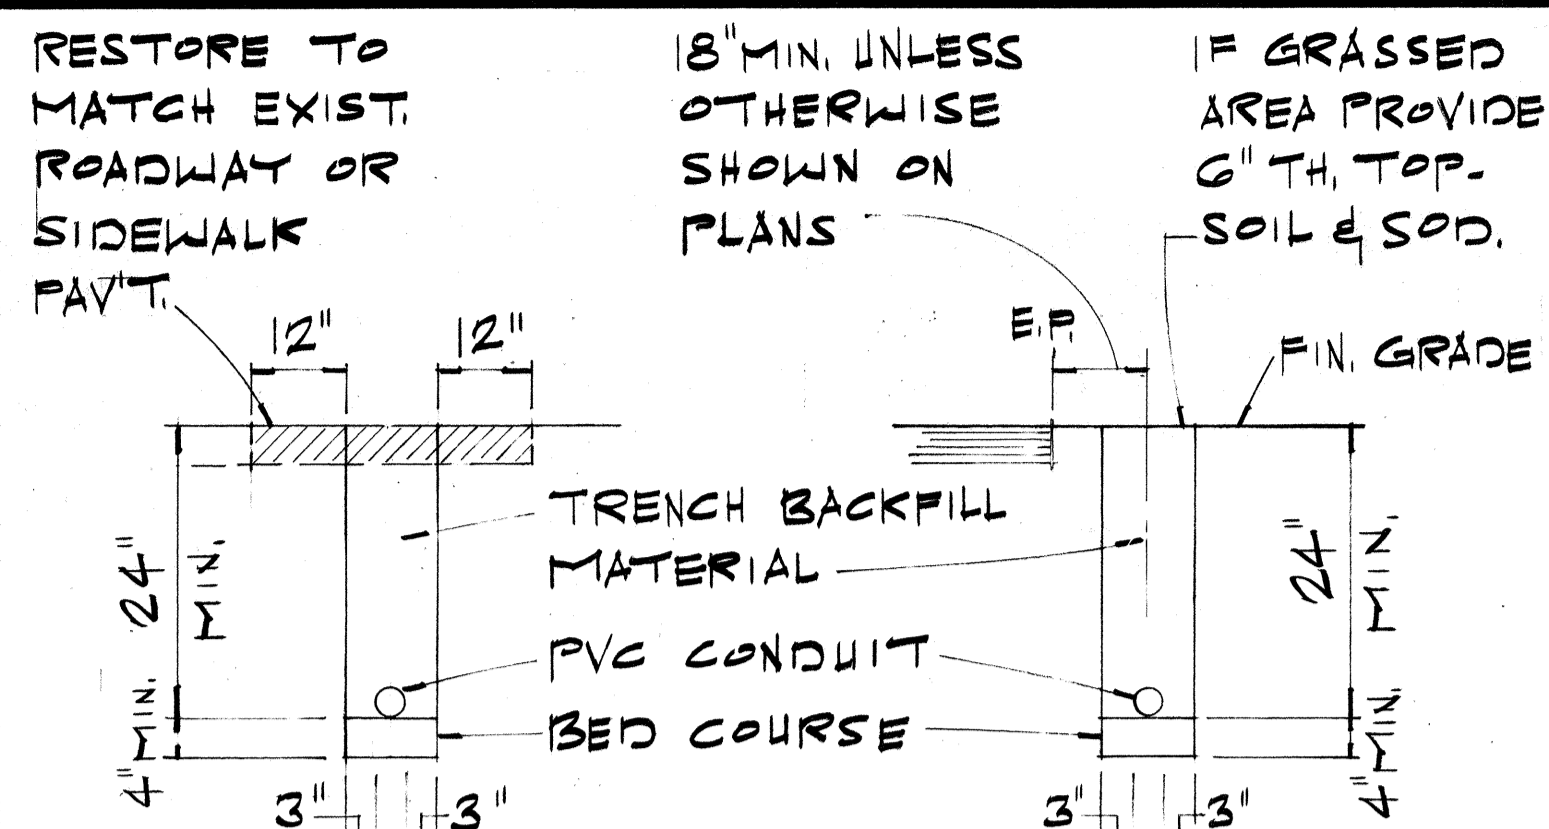 RESTORE TO
MATCH EXIST.
ROADWAY OR
SIDEWALK
PAV'T.
18" MIN. UNLESS
OTHERWISE
SHOWN ON
PLANS
IF GRASSED
AREA PROVIDE
6" TH. TOP-
SOIL & SOD.
12"
12"
E.P.
FIN. GRADE
TRENCH BACKFILL
MATERIAL
PVC CONDUIT
BED COURSE
24"
MIN.
4" MIN.
24"
MIN.
4" MIN.
3"
3"
3"
3"